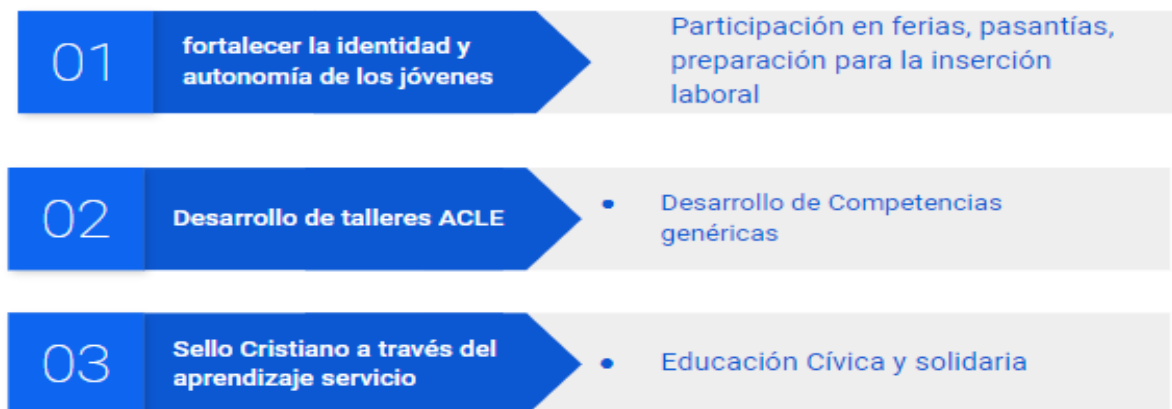 01
fortalecer la identidad y
autonomía de los jóvenes
Participación en ferias, pasantías,
preparación para la inserción
laboral
02
Desarrollo de talleres ACLE
• Desarrollo de Competencias
genéricas
03
Sello Cristiano a través del
aprendizaje servicio
• Educación Cívica y solidaria